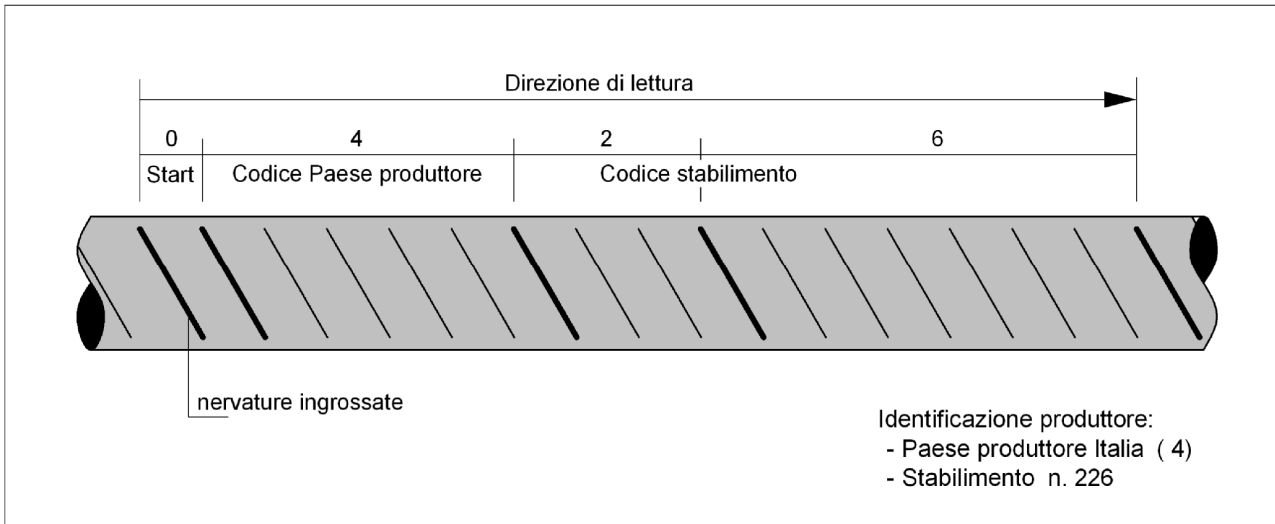 Direzione di lettura
0 4 2 6
Start Codice Paese produttore Codice stabilimento
nervature ingrossate
Identificazione produttore:
- Paese produttore Italia ( 4)
- Stabilimento n. 226